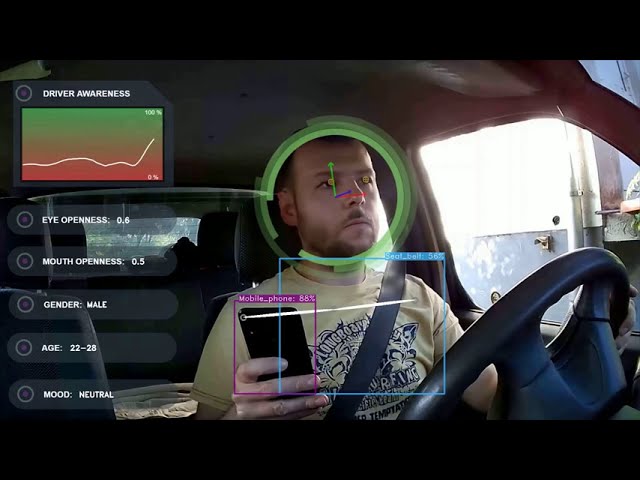 DRIVER AWARENESS
100 %
0 %
EYE OPENNESS: 0.6
MOUTH OPENNESS: 0.5
GENDER: MALE
AGE: 22-28
MOOD: NEUTRAL
Seat_belt: 56%
Mobile_phone: 88%
TEMPTATION